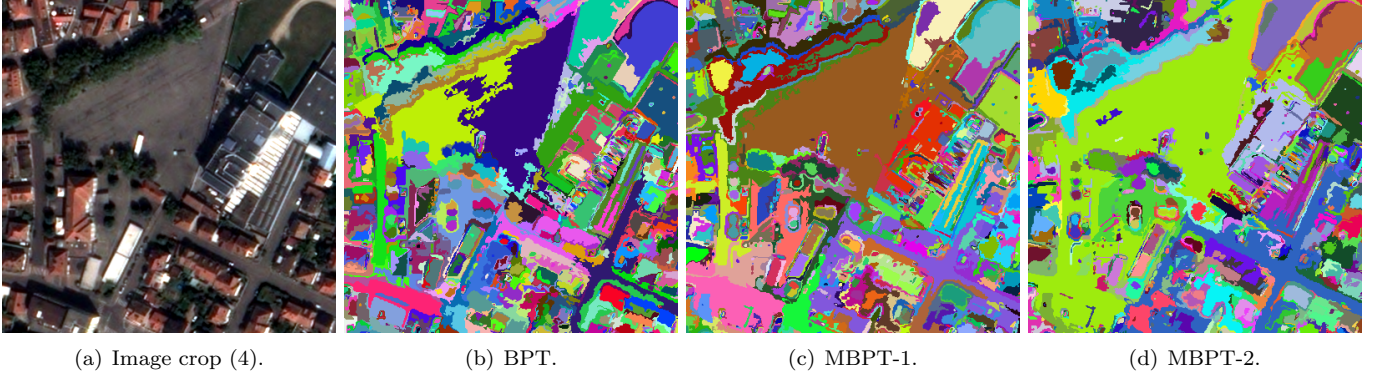 (a) Image crop (4).
(b) BPT.
(c) MBPT-1.
(d) MBPT-2.